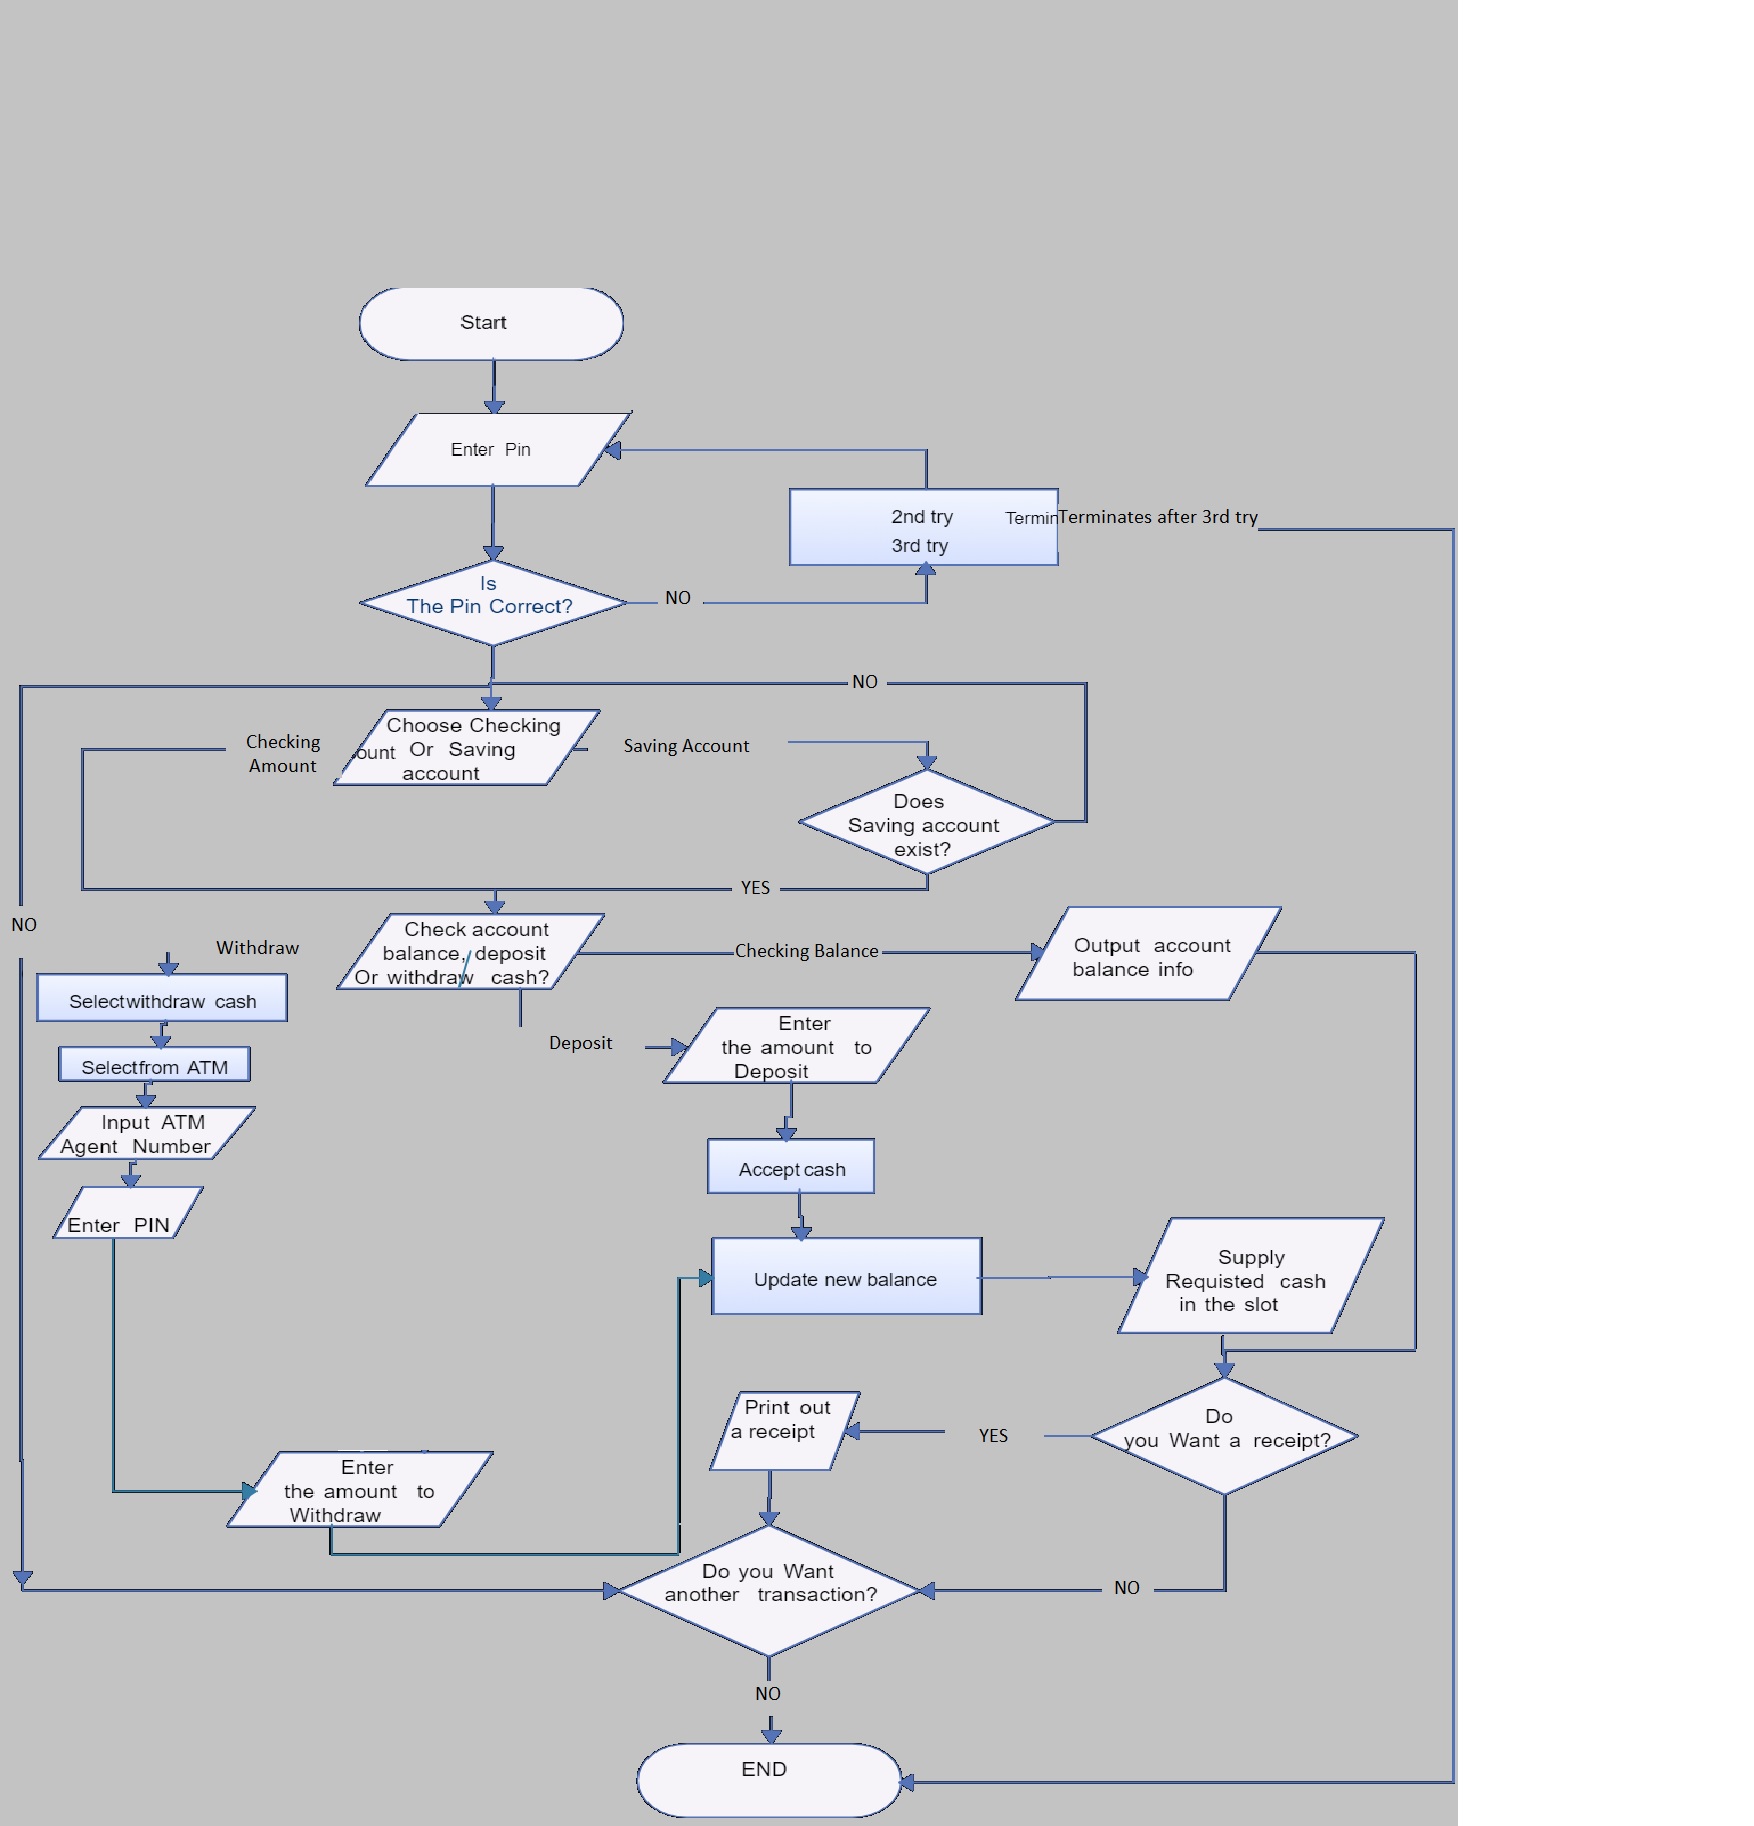 Start
Enter Pin
2nd try
3rd try
Termin
Terminates after 3rd try
Is
The Pin Correct?
NO
NO
Choose Checking
Or Saving
account
ount
Checking
Amount
Saving Account
Does
Saving account
exist?
YES
NO
Check account
balance, deposit
Or withdraw cash?
Checking Balance
Output account
balance info
Withdraw
Selectwithdraw cash
Selectfrom ATM
Input ATM
Agent Number
Enter PIN
Deposit
Enter
the amount to
Deposit
Accept cash
Update new balance
Supply
Requisted cash
in the slot
Print out
a receipt
YES
Do
you Want a receipt?
Enter
the amount to
Withdraw
Do you Want
another transaction?
NO
NO
END